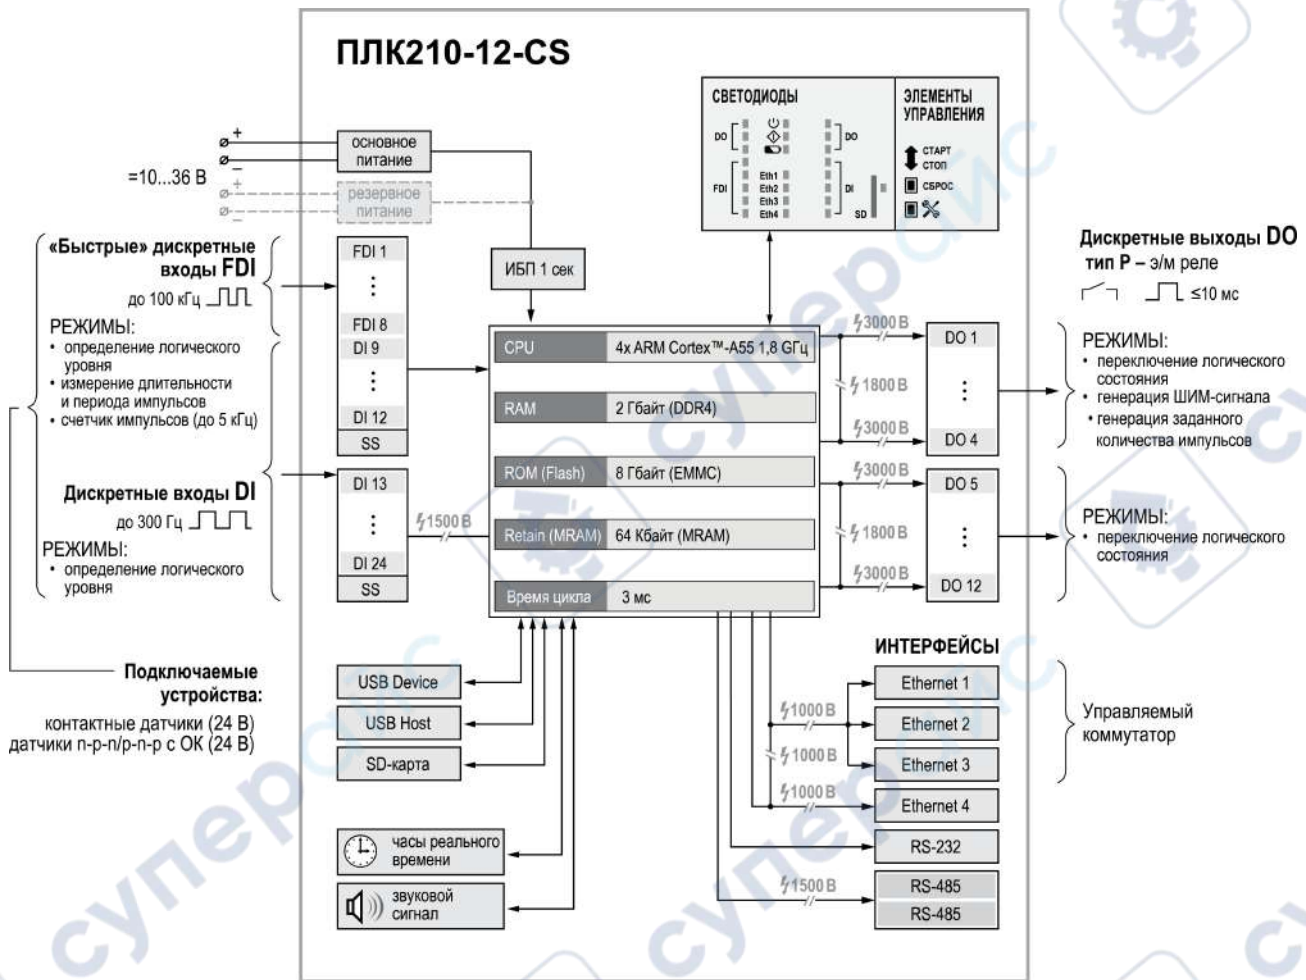 ПЛК210-12-CS
СВЕТОДИОДЫ
DO
DO
FDI
Eth1
Eth2
Eth3
Eth4
DI
SD
ЭЛЕМЕНТЫ
УПРАВЛЕНИЯ
СТАРТ
СТОП
СБРОС
+
–
=10...36 В
+
–
основное
питание
резервное
питание
ИБП 1 сек
«Быстрые» дискретные
входы FDI
до 100 кГц
РЕЖИМЫ:
• определение логического
уровня
• измерение длительности
и периода импульсов
• счетчик импульсов (до 5 кГц)
Дискретные входы DI
до 300 Гц
РЕЖИМЫ:
• определение логического
уровня
Подключаемые
устройства:
контактные датчики (24 В)
датчики n-p-n/p-n-p с ОК (24 В)
FDI 1
FDI 8
DI 9
DI 12
SS
DI 13
DI 24
SS
1500 В
CPU 4x ARM Cortex™-A55 1,8 ГГц
RAM 2 Гбайт (DDR4)
ROM (Flash) 8 Гбайт (EMMC)
Retain (MRAM) 64 Кбайт (MRAM)
Время цикла 3 мс
3000 В
1800 В
3000 В
3000 В
1800 В
3000 В
DO 1
DO 4
DO 5
DO 12
Дискретные выходы DO
тип Р – э/м реле
≤10 мс
РЕЖИМЫ:
• переключение логического
состояния
• генерация ШИМ-сигнала
• генерация заданного
количества импульсов
РЕЖИМЫ:
• переключение логического
состояния
USB Device
USB Host
SD-карта
часы реального
времени
звуковой
сигнал
ИНТЕРФЕЙСЫ
1000 В
1000 В
1000 В
1500 В
Ethernet 1
Ethernet 2
Ethernet 3
Ethernet 4
RS-232
RS-485
RS-485
Управляемый
коммутатор
суперайс
суперайс